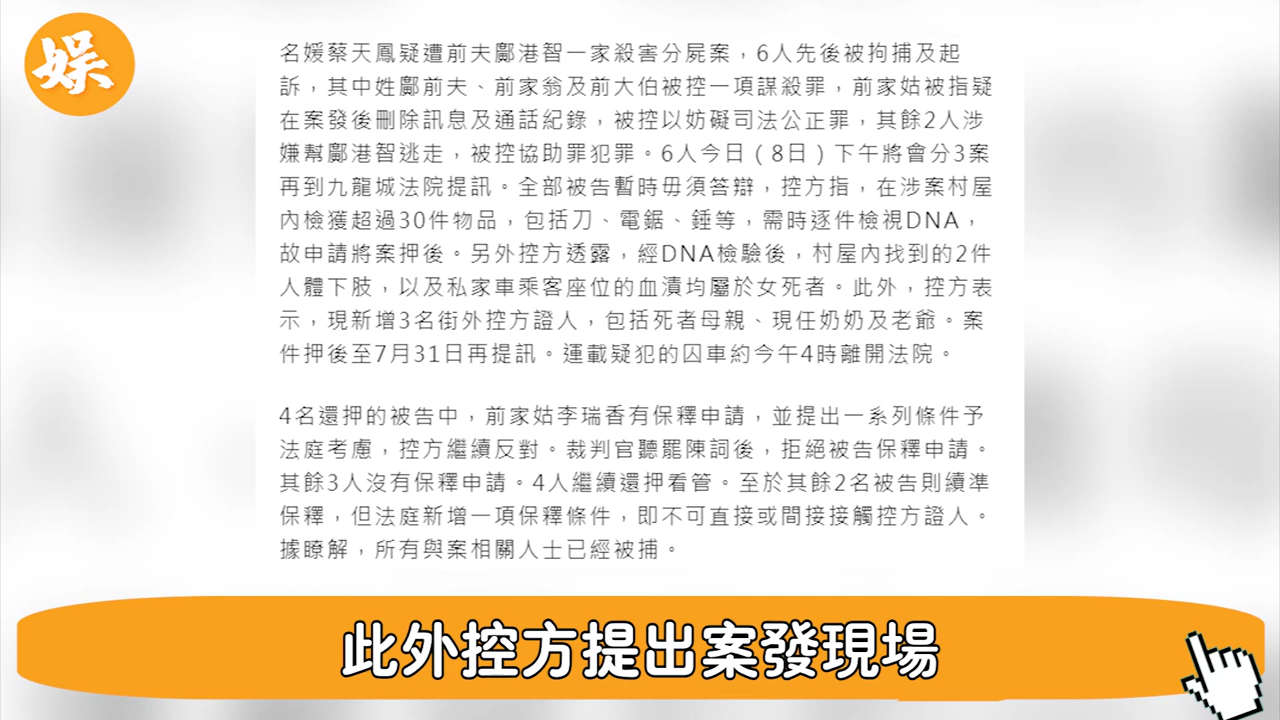 娱
名媛蔡天鳳疑遭前夫鄺港智一家殺害分屍案，6人先後被拘捕及起
訴，其中姓鄺前夫、前家翁及前大伯被控一項謀殺罪，前家姑被指疑
在案發後刪除訊息及通話紀錄，被控以妨礙司法公正罪，其餘2人涉
嫌幫鄺港智逃走，被控協助罪犯罪。6人今日（8日）下午將會分3案
再到九龍城法院提訊。全部被告暫時毋須答辯，控方指，在涉案村屋
內檢獲超過30件物品，包括刀、電鋸、錘等，需時逐件檢視DNA，
故申請將案押後。另外控方透露，經DNA檢驗後，村屋內找到的2件
人體下肢，以及私家車乘客座位的血漬均屬於女死者。此外，控方表
示，現新增3名街外控方證人，包括死者母親、現任奶奶及老爺。案
件押後至7月31日再提訊。運載疑犯的囚車約今午4時離開法院。
4名還押的被告中，前家姑李瑞香有保釋申請，並提出一系列條件予
法庭考慮，控方繼續反對。裁判官聽罷陳詞後，拒絕被告保釋申請。
其餘3人沒有保釋申請。4人繼續還押看管。至於其餘2名被告則續準
保釋，但法庭新增一項保釋條件，即不可直接或間接接觸控方證人。
據瞭解，所有與案相關人士已經被捕。
此外控方提出案發現場